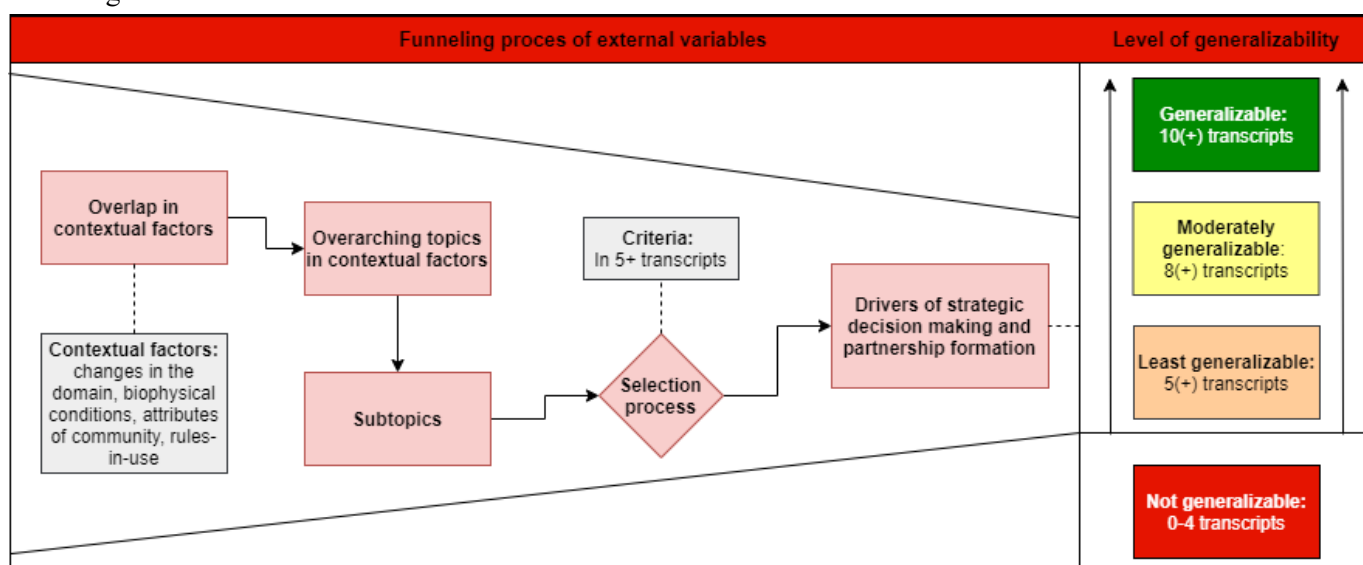 Funneling proces of external variables
Level of generalizability
Overlap in
contextual factors
Contextual factors:
changes in the
domain, biophysical
conditions, attributes
of community, rules-
in-use
Overarching topics
in contextual factors
Subtopics
Criteria:
In 5+ transcripts
Selection
process
Drivers of strategic
decision making and
partnership formation
Generalizable:
10(+) transcripts
Moderately
generalizable:
8(+) transcripts
Least generalizable:
5(+) transcripts
Not generalizable:
0-4 transcripts